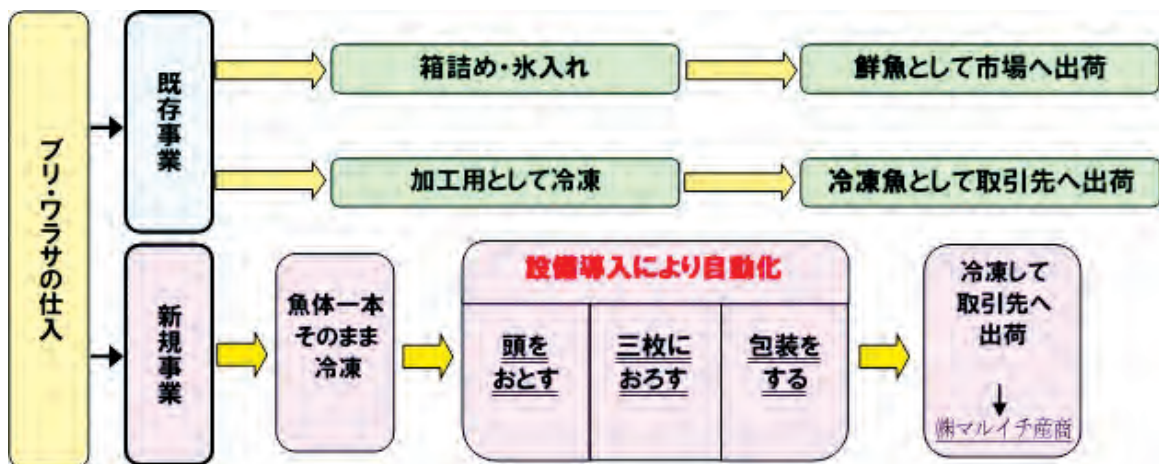 ブリ・ワラサの仕入
既存事業
箱詰め・氷入れ
鮮魚として市場へ出荷
加工用として冷凍
冷凍魚として取引先へ出荷
新規事業
魚体一本
そのまま
冷凍
設備導入により自動化
頭を
おとす
三枚に
おろす
包装を
する
冷凍して
取引先へ
出荷
㈱マルイチ産商